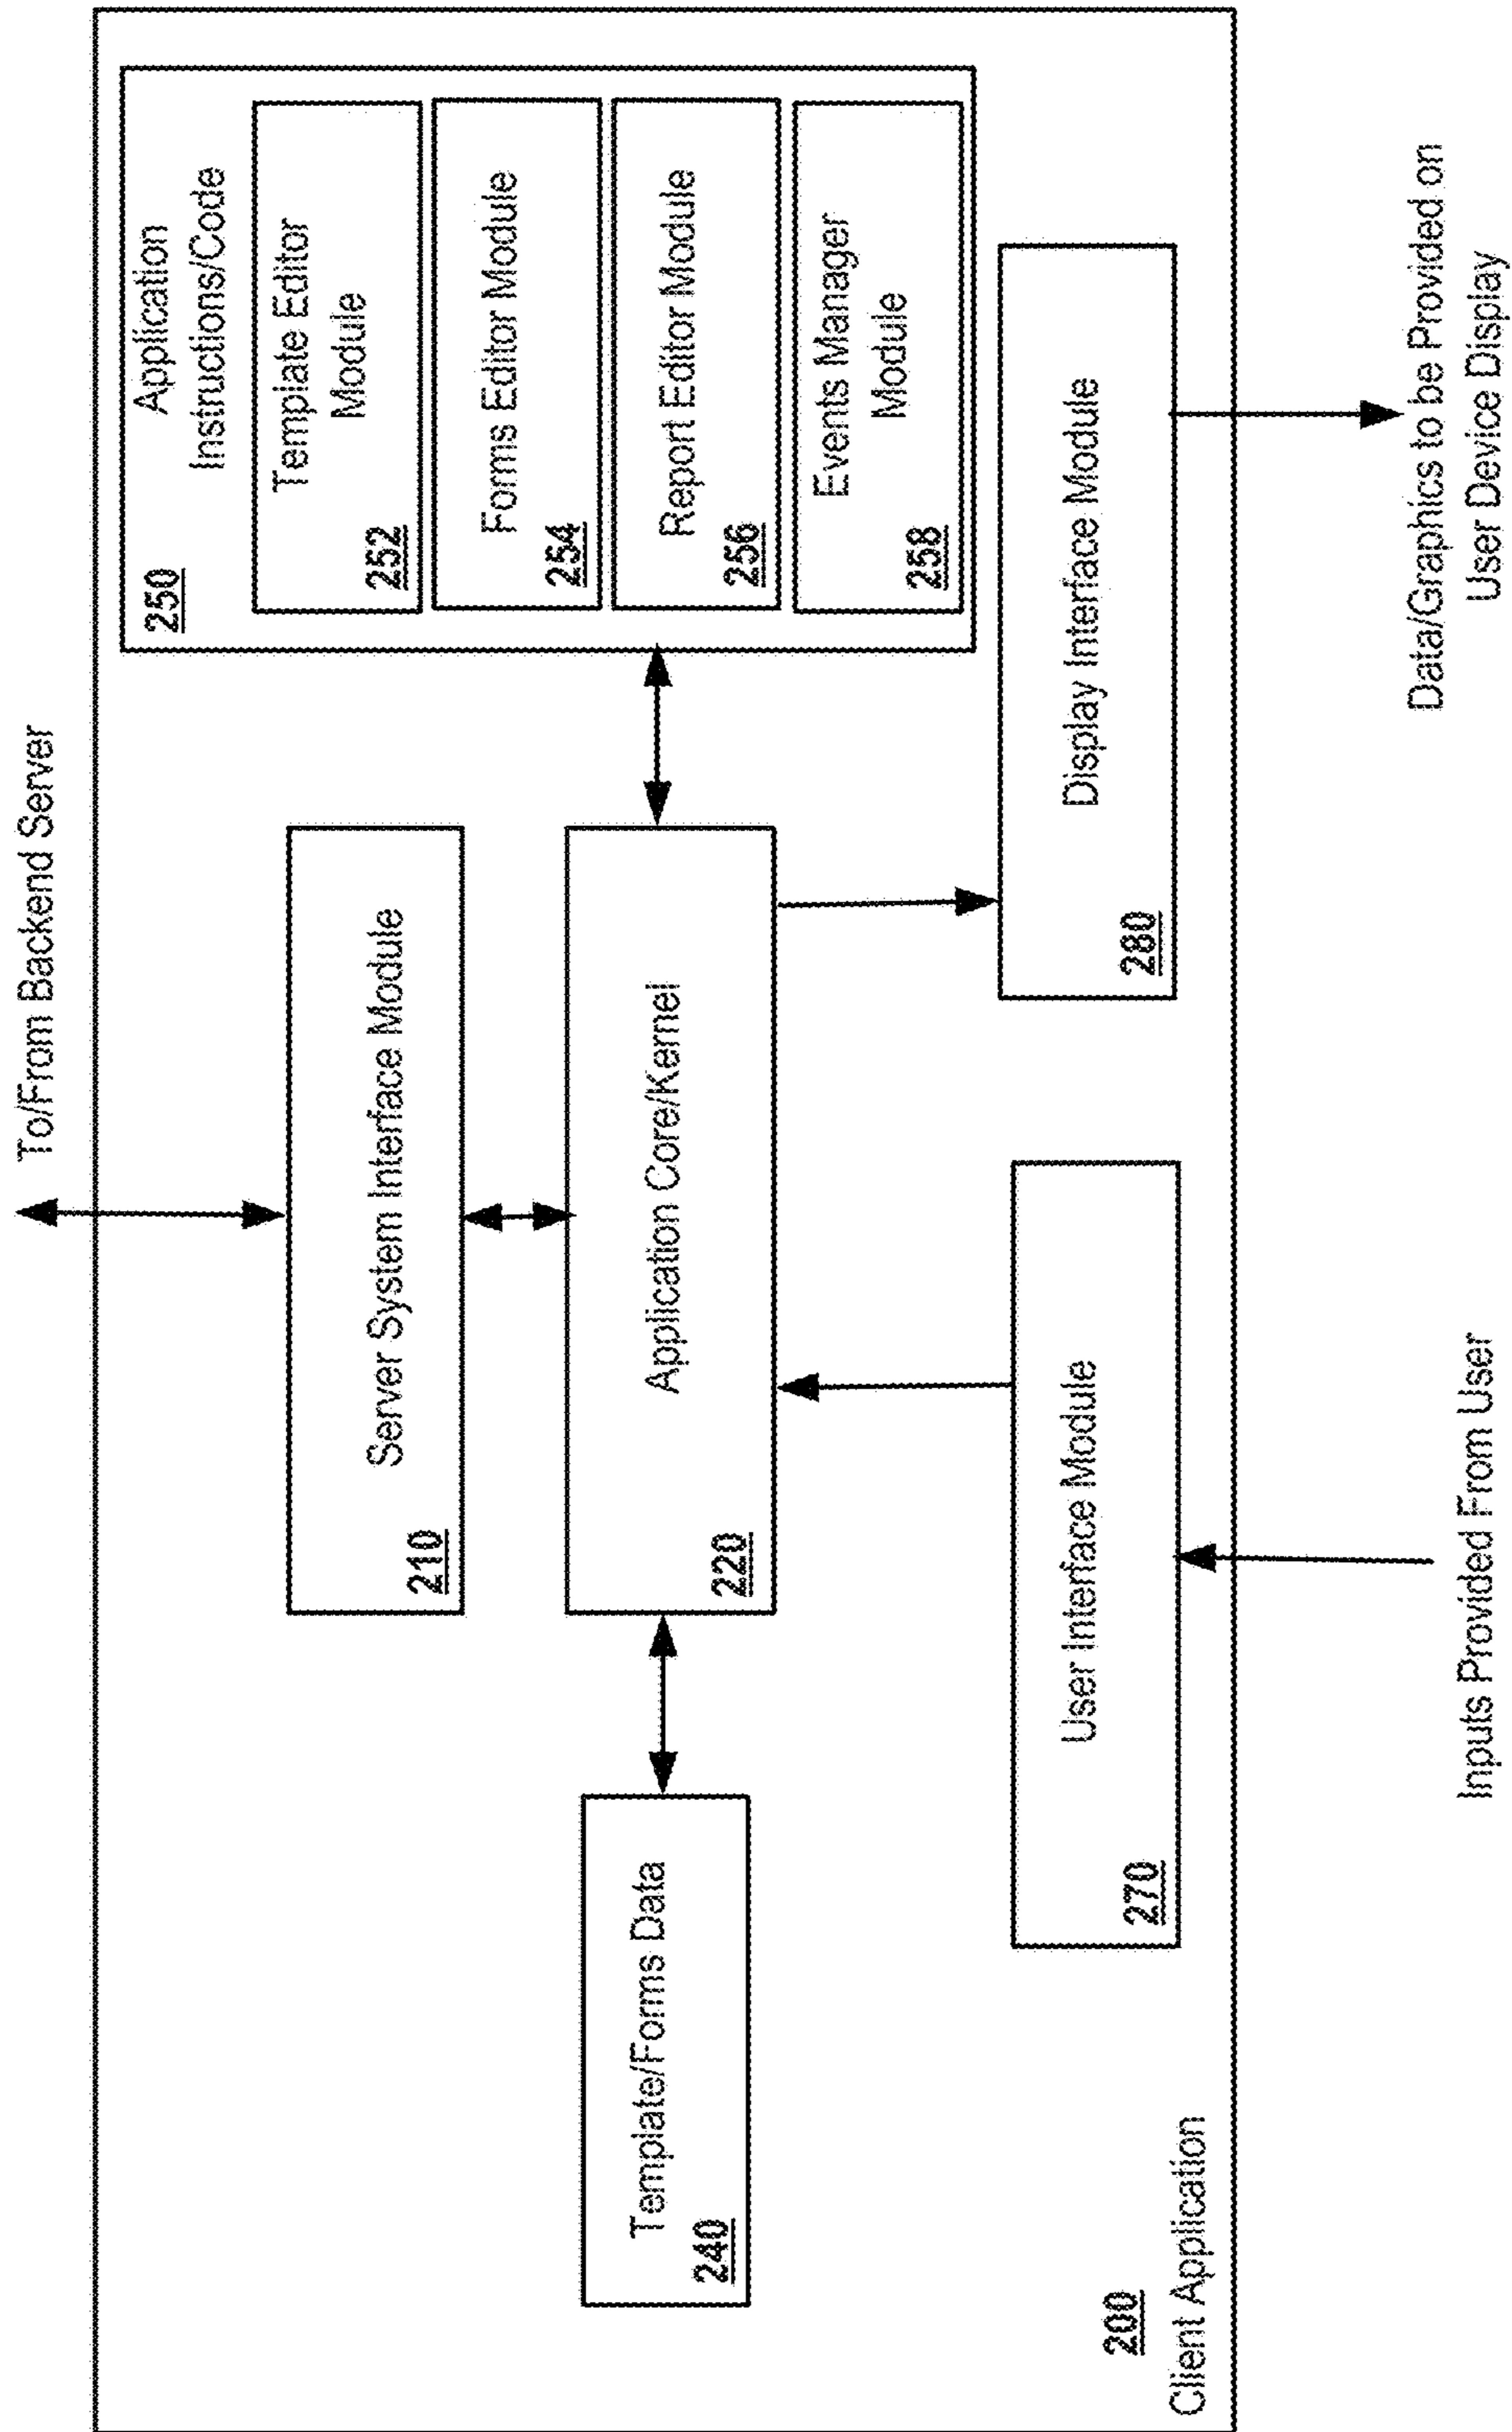 To/From Backend Server
Server System Interface Module
210
Application
Instructions/Code
250
Template Editor
Module
252
Forms Editor Module
254
Report Editor Module
256
Events Manager
Module
258
Template/Forms Data
240
Application Core/Kernel
220
User Interface Module
270
Display Interface Module
280
200
Client Application
Inputs Provided From User
Data/Graphics to be Provided on
User Device Display